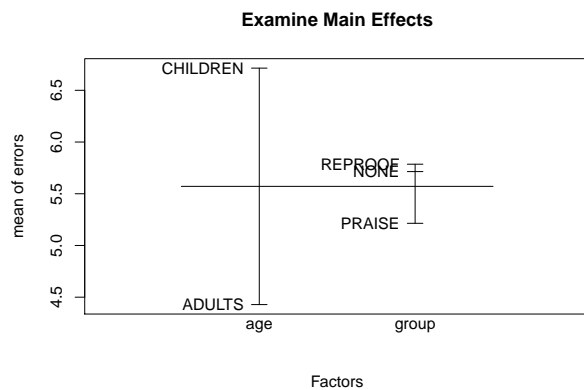 Examine Main Effects
mean of errors
6.5
6.0
5.5
5.0
4.5
CHILDREN
ADULTS
REPROOF
NONE
PRAISE
age group
Factors